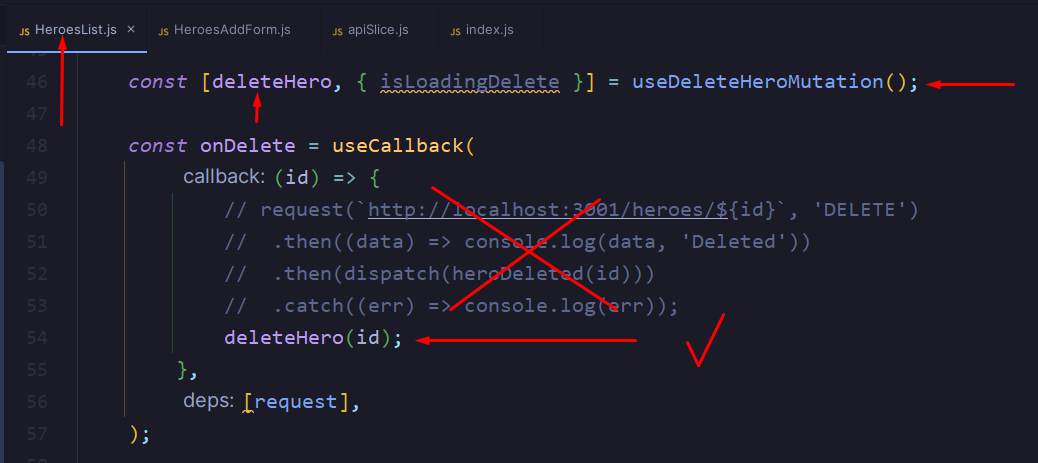 JS HeroesList.js × JS HeroesAddForm.js JS apiSlice.js JS index.js
46 const [deleteHero, { isLoadingDelete }] = useDeleteHeroMutation();
47
48 const onDelete = useCallback(
49 callback: (id) => {
50 // request(`http://localhost:3001/heroes/${id}`, 'DELETE')
51 // .then((data) => console.log(data, 'Deleted'))
52 // .then(dispatch(heroDeleted(id)))
53 // .catch((err) => console.log(err));
54 deleteHero(id);
55 },
56 deps: [request],
57 );